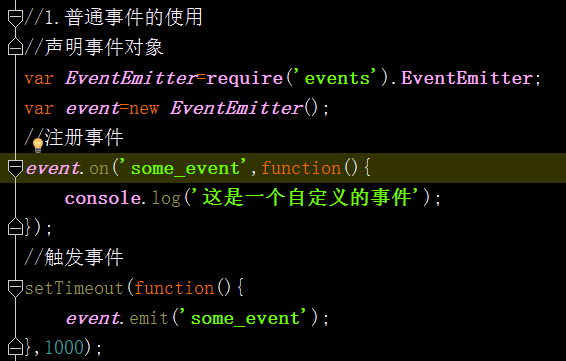 //1.普通事件的使用
//声明事件对象
var EventEmitter=require('events').EventEmitter;
var event=new EventEmitter();
//注册事件
event.on('some_event',function(){
    console.log('这是一个自定义的事件');
});
//触发事件
setTimeout(function(){
    event.emit('some_event');
},1000);